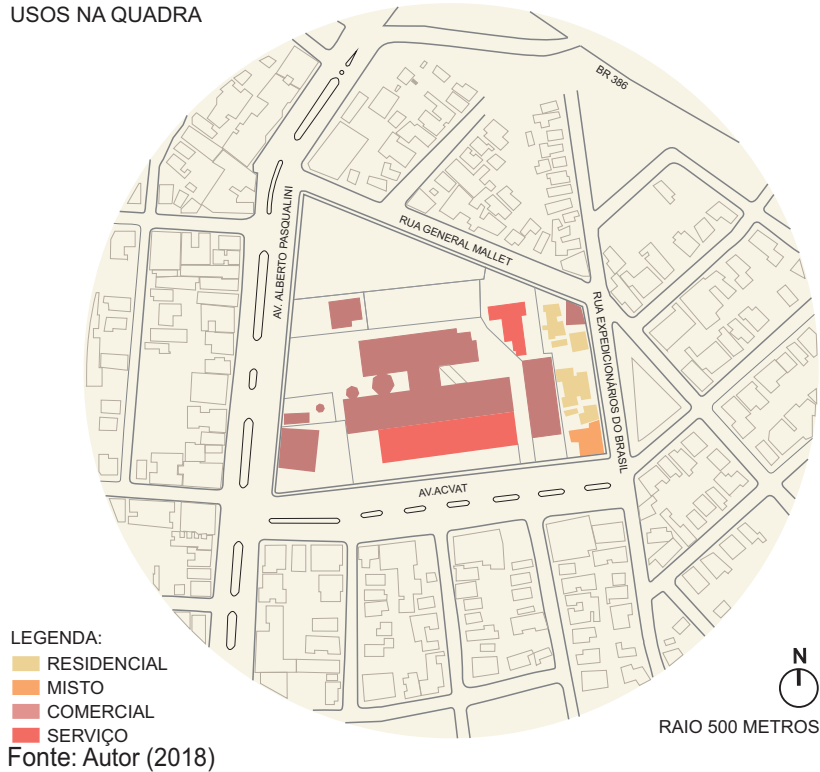 USOS NA QUADRA
BR 386
AV. ALBERTO PASQUALINI
RUA GENERAL MALLET
RUA EXPEDICIONÁRIOS DO BRASIL
AV.ACVAT
LEGENDA:
RESIDENCIAL
MISTO
COMERCIAL
SERVIÇO
N
RAIO 500 METROS
Fonte: Autor (2018)